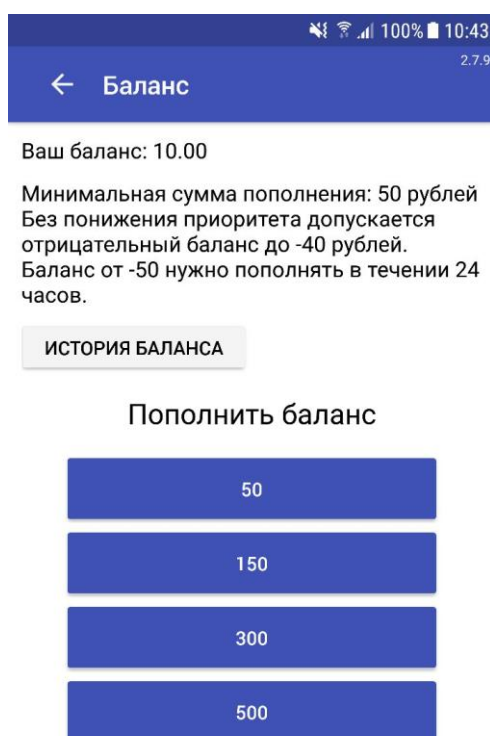 100% 10:43
2.7.9
Баланс
Ваш баланс: 10.00
Минимальная сумма пополнения: 50 рублей
Без понижения приоритета допускается
отрицательный баланс до -40 рублей.
Баланс от -50 нужно пополнять в течении 24
часов.
ИСТОРИЯ БАЛАНСА
Пополнить баланс
50
150
300
500